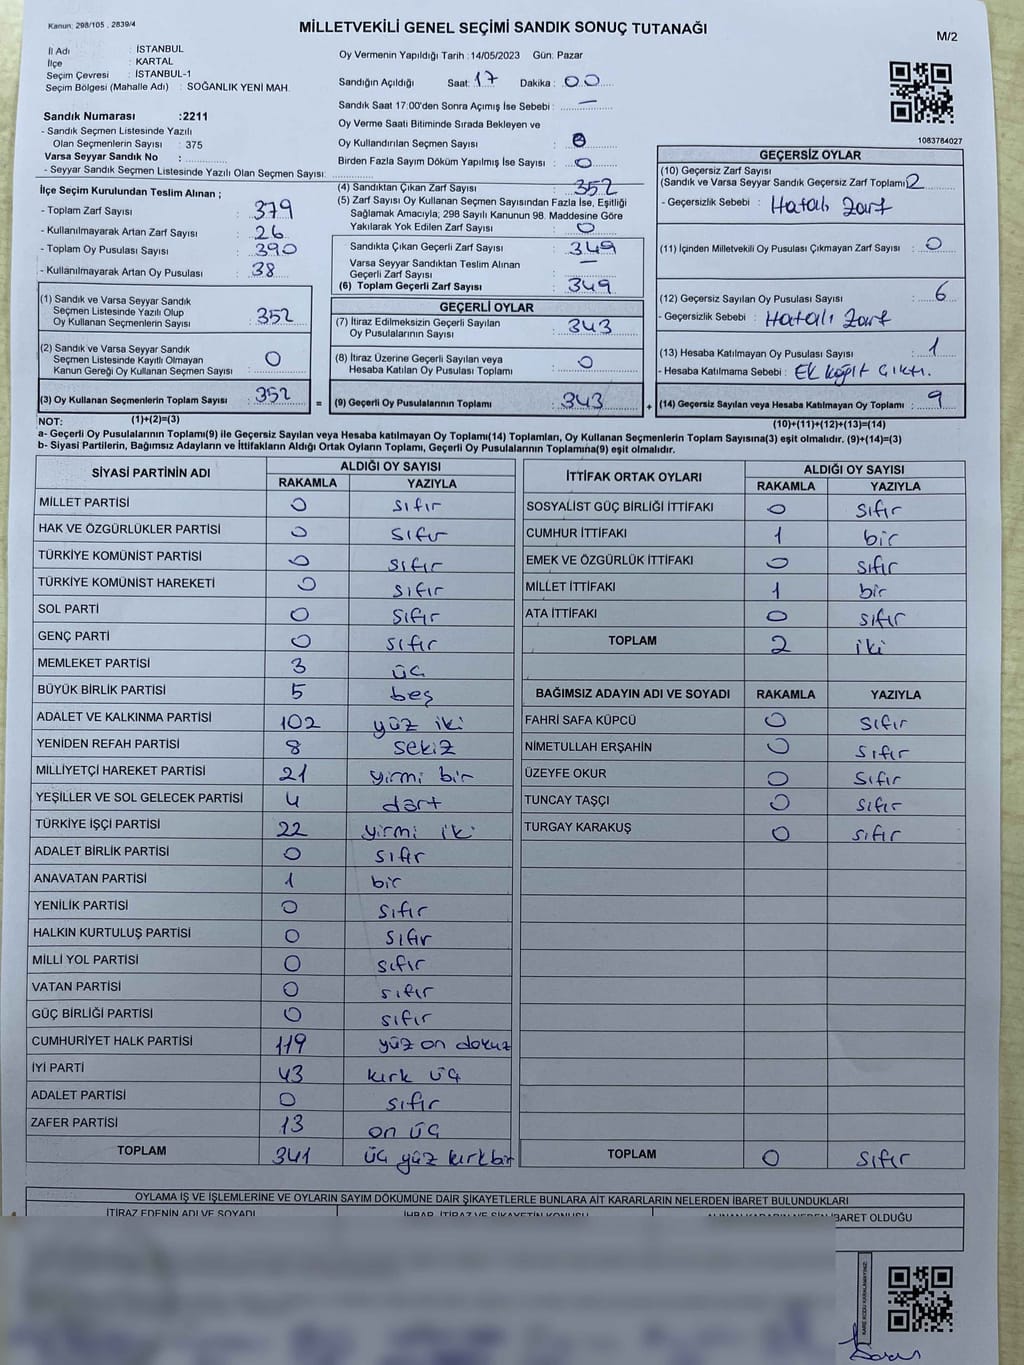 Kanun: 298/105 , 2839/4
MİLLETVEKİLİ GENEL SEÇİMİ SANDIK SONUÇ TUTANAĞI
M/2
İl Adı : İSTANBUL
İlçe : KARTAL
Seçim Çevresi : İSTANBUL-1
Seçim Bölgesi (Mahalle Adı) : SOĞANLIK YENİ MAH.
Sandık Numarası :2211
- Sandık Seçmen Listesinde Yazılı
Olan Seçmenlerin Sayısı : 375
Varsa Seyyar Sandık No :
- Seyyar Seçmen Listesinde Yazılı Olan Seçmen Sayısı:
Oy Vermenin Yapıldığı Tarih :14/05/2023 Gün: Pazar
Sandığın Açıldığı Saat: 17 Dakika : 00
Sandık Saat 17:00'den Sonra Açımış İse Sebebi : —
Oy Verme Saati Bitiminde Sırada Bekleyen ve
Oy Kullandırılan Seçmen Sayısı : 0
Birden Fazla Sayım Döküm Yapılmış İse Sayısı : 0
1083784027
İlçe Seçim Kurulundan Teslim Alınan ;
- Toplam Zarf Sayısı : 379
- Kullanılmayarak Artan Zarf Sayısı : 26
- Toplam Oy Pusulası Sayısı : 390
- Kullanılmayarak Artan Oy Pusulası : 38
(4) Sandıktan Çıkan Zarf Sayısı : 352
(5) Zarf Sayısı Oy Kullanan Seçmen Sayısından Fazla İse, Eşitliği
Sağlamak Amacıyla; 298 Sayılı Kanunun 98. Maddesine Göre
Yakılarak Yok Edilen Zarf Sayısı : 0
Sandıkta Çıkan Geçerli Zarf Sayısı : 349
Varsa Seyyar Sandıktan Teslim Alınan
Geçerli Zarf Sayısı : —
(6) Toplam Geçerli Zarf Sayısı : 349
GEÇERSİZ OYLAR
(10) Geçersiz Zarf Sayısı
(Sandık ve Varsa Seyyar Sandık Geçersiz Zarf Toplamı) 2
- Geçersizlik Sebebi : Hatalı Zarf
(11) İçinden Milletvekili Oy Pusulası Çıkmayan Zarf Sayısı : 0
(12) Geçersiz Sayılan Oy Pusulası Sayısı : 6
- Geçersizlik Sebebi : Hatalı Zarf
(13) Hesaba Katılmayan Oy Pusulası Sayısı : 1
- Hesaba Katılmama Sebebi : Ek kağıt çıktı.
(14) Geçersiz Sayılan veya Hesaba Katılmayan Oy Toplamı : 9
(10)+(11)+(12)+(13)=(14)
(1) Sandık ve Varsa Seyyar Sandık
Seçmen Listesinde Yazılı Olup
Oy Kullanan Seçmenlerin Sayısı : 352
(2) Sandık ve Varsa Seyyar Sandık
Seçmen Listesinde Kayıtlı Olmayan
Kanun Gereği Oy Kullanan Seçmen Sayısı : 0
(3) Oy Kullanan Seçmenlerin Toplam Sayısı : 352 =
(1)+(2)=(3)
GEÇERLİ OYLAR
(7) İtiraz Edilmeksizin Geçerli Sayılan
Oy Pusulalarının Sayısı : 343
(8) İtiraz Üzerine Geçerli Sayılan veya
Hesaba Katılan Oy Pusulası Toplamı : 0
(9) Geçerli Oy Pusulalarının Toplamı : 343 +
NOT:
a- Geçerli Oy Pusulalarının Toplamı(9) ile Geçersiz Sayılan veya Hesaba katılmayan Oy Toplamı(14) Toplamları, Oy Kullanan Seçmenlerin Toplam Sayısına(3) eşit olmalıdır. (9)+(14)=(3)
b- Siyasi Partilerin, Bağımsız Adayların ve İttifakların Aldığı Ortak Oyların Toplamı, Geçerli Oy Pusulalarının Toplamına(9) eşit olmalıdır.
SİYASİ PARTİNİN ADI ALDIĞI OY SAYISI
RAKAMLA YAZIYLA
MİLLET PARTİSİ 0 sıfır
HAK VE ÖZGÜRLÜKLER PARTİSİ 0 sıfır
TÜRKİYE KOMÜNİST PARTİSİ 0 sıfır
TÜRKİYE KOMÜNİST HAREKETİ 0 sıfır
SOL PARTİ 0 sıfır
GENÇ PARTİ 0 sıfır
MEMLEKET PARTİSİ 3 üç
BÜYÜK BİRLİK PARTİSİ 5 beş
ADALET VE KALKINMA PARTİSİ 102 yüz iki
YENİDEN REFAH PARTİSİ 8 sekiz
MİLLİYETÇİ HAREKET PARTİSİ 21 yirmi bir
YEŞİLLER VE SOL GELECEK PARTİSİ 4 dört
TÜRKİYE İŞÇİ PARTİSİ 22 yirmi iki
ADALET BİRLİK PARTİSİ 0 sıfır
ANAVATAN PARTİSİ 1 bir
YENİLİK PARTİSİ 0 sıfır
HALKIN KURTULUŞ PARTİSİ 0 sıfır
MİLLİ YOL PARTİSİ 0 sıfır
VATAN PARTİSİ 0 sıfır
GÜÇ BİRLİĞİ PARTİSİ 0 sıfır
CUMHURİYET HALK PARTİSİ 119 yüz on dokuz
İYİ PARTİ 43 kırk üç
ADALET PARTİSİ 0 sıfır
ZAFER PARTİSİ 13 on üç
TOPLAM 341 üç yüz kırkbir
İTTİFAK ORTAK OYLARI ALDIĞI OY SAYISI
RAKAMLA YAZIYLA
SOSYALİST GÜÇ BİRLİĞİ İTTİFAKI 0 sıfır
CUMHUR İTTİFAKI 1 bir
EMEK VE ÖZGÜRLÜK İTTİFAKI 0 sıfır
MİLLET İTTİFAKI 1 bir
ATA İTTİFAKI 0 sıfır
TOPLAM 2 iki
BAĞIMSIZ ADAYIN ADI VE SOYADI RAKAMLA YAZIYLA
FAHRİ SAFA KÜPCÜ 0 sıfır
NİMETULLAH ERŞAHİN 0 sıfır
ÜZEYFE OKUR 0 sıfır
TUNCAY TAŞÇI 0 sıfır
TURGAY KARAKUŞ 0 sıfır
TOPLAM 0 sıfır
OYLAMA İŞ VE İŞLEMLERİNE VE OYLARIN SAYIM DÖKÜMÜNE DAİR ŞİKAYETLERLE BUNLARA AİT KARARLARIN NELERDEN İBARET BULUNDUKLARI
İTİRAZ EDENİN ADI VE SOYADI İHBAR, İTİRAZ VE ŞİKAYETİN KONUSU ALINAN KARARIN NEDEN İBARET OLDUĞU
KARE KODU KARALAMAYINIZ.